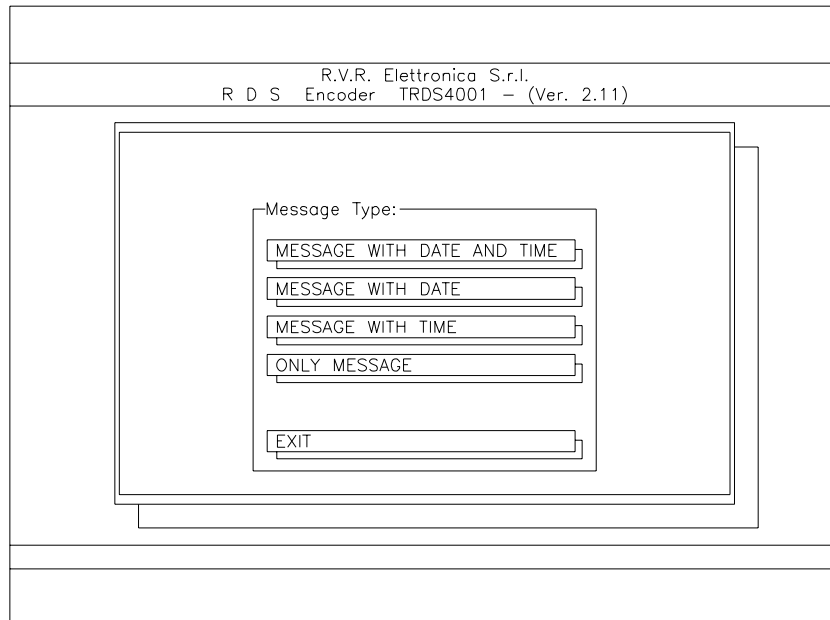 R.V.R. Elettronica S.r.l.
R D S Encoder TRDS4001 - (Ver. 2.11)
Message Type:
MESSAGE WITH DATE AND TIME
MESSAGE WITH DATE
MESSAGE WITH TIME
ONLY MESSAGE
EXIT